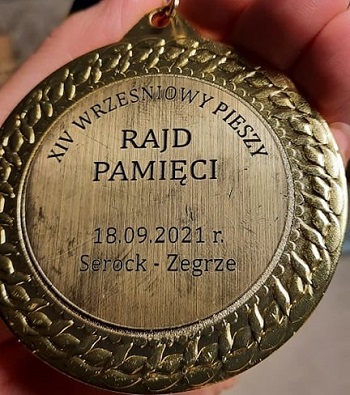 XIV WRZEŚNIOWY PIESZY
RAJD
PAMIĘCI
18.09.2021 r.
Serock - Zegrze